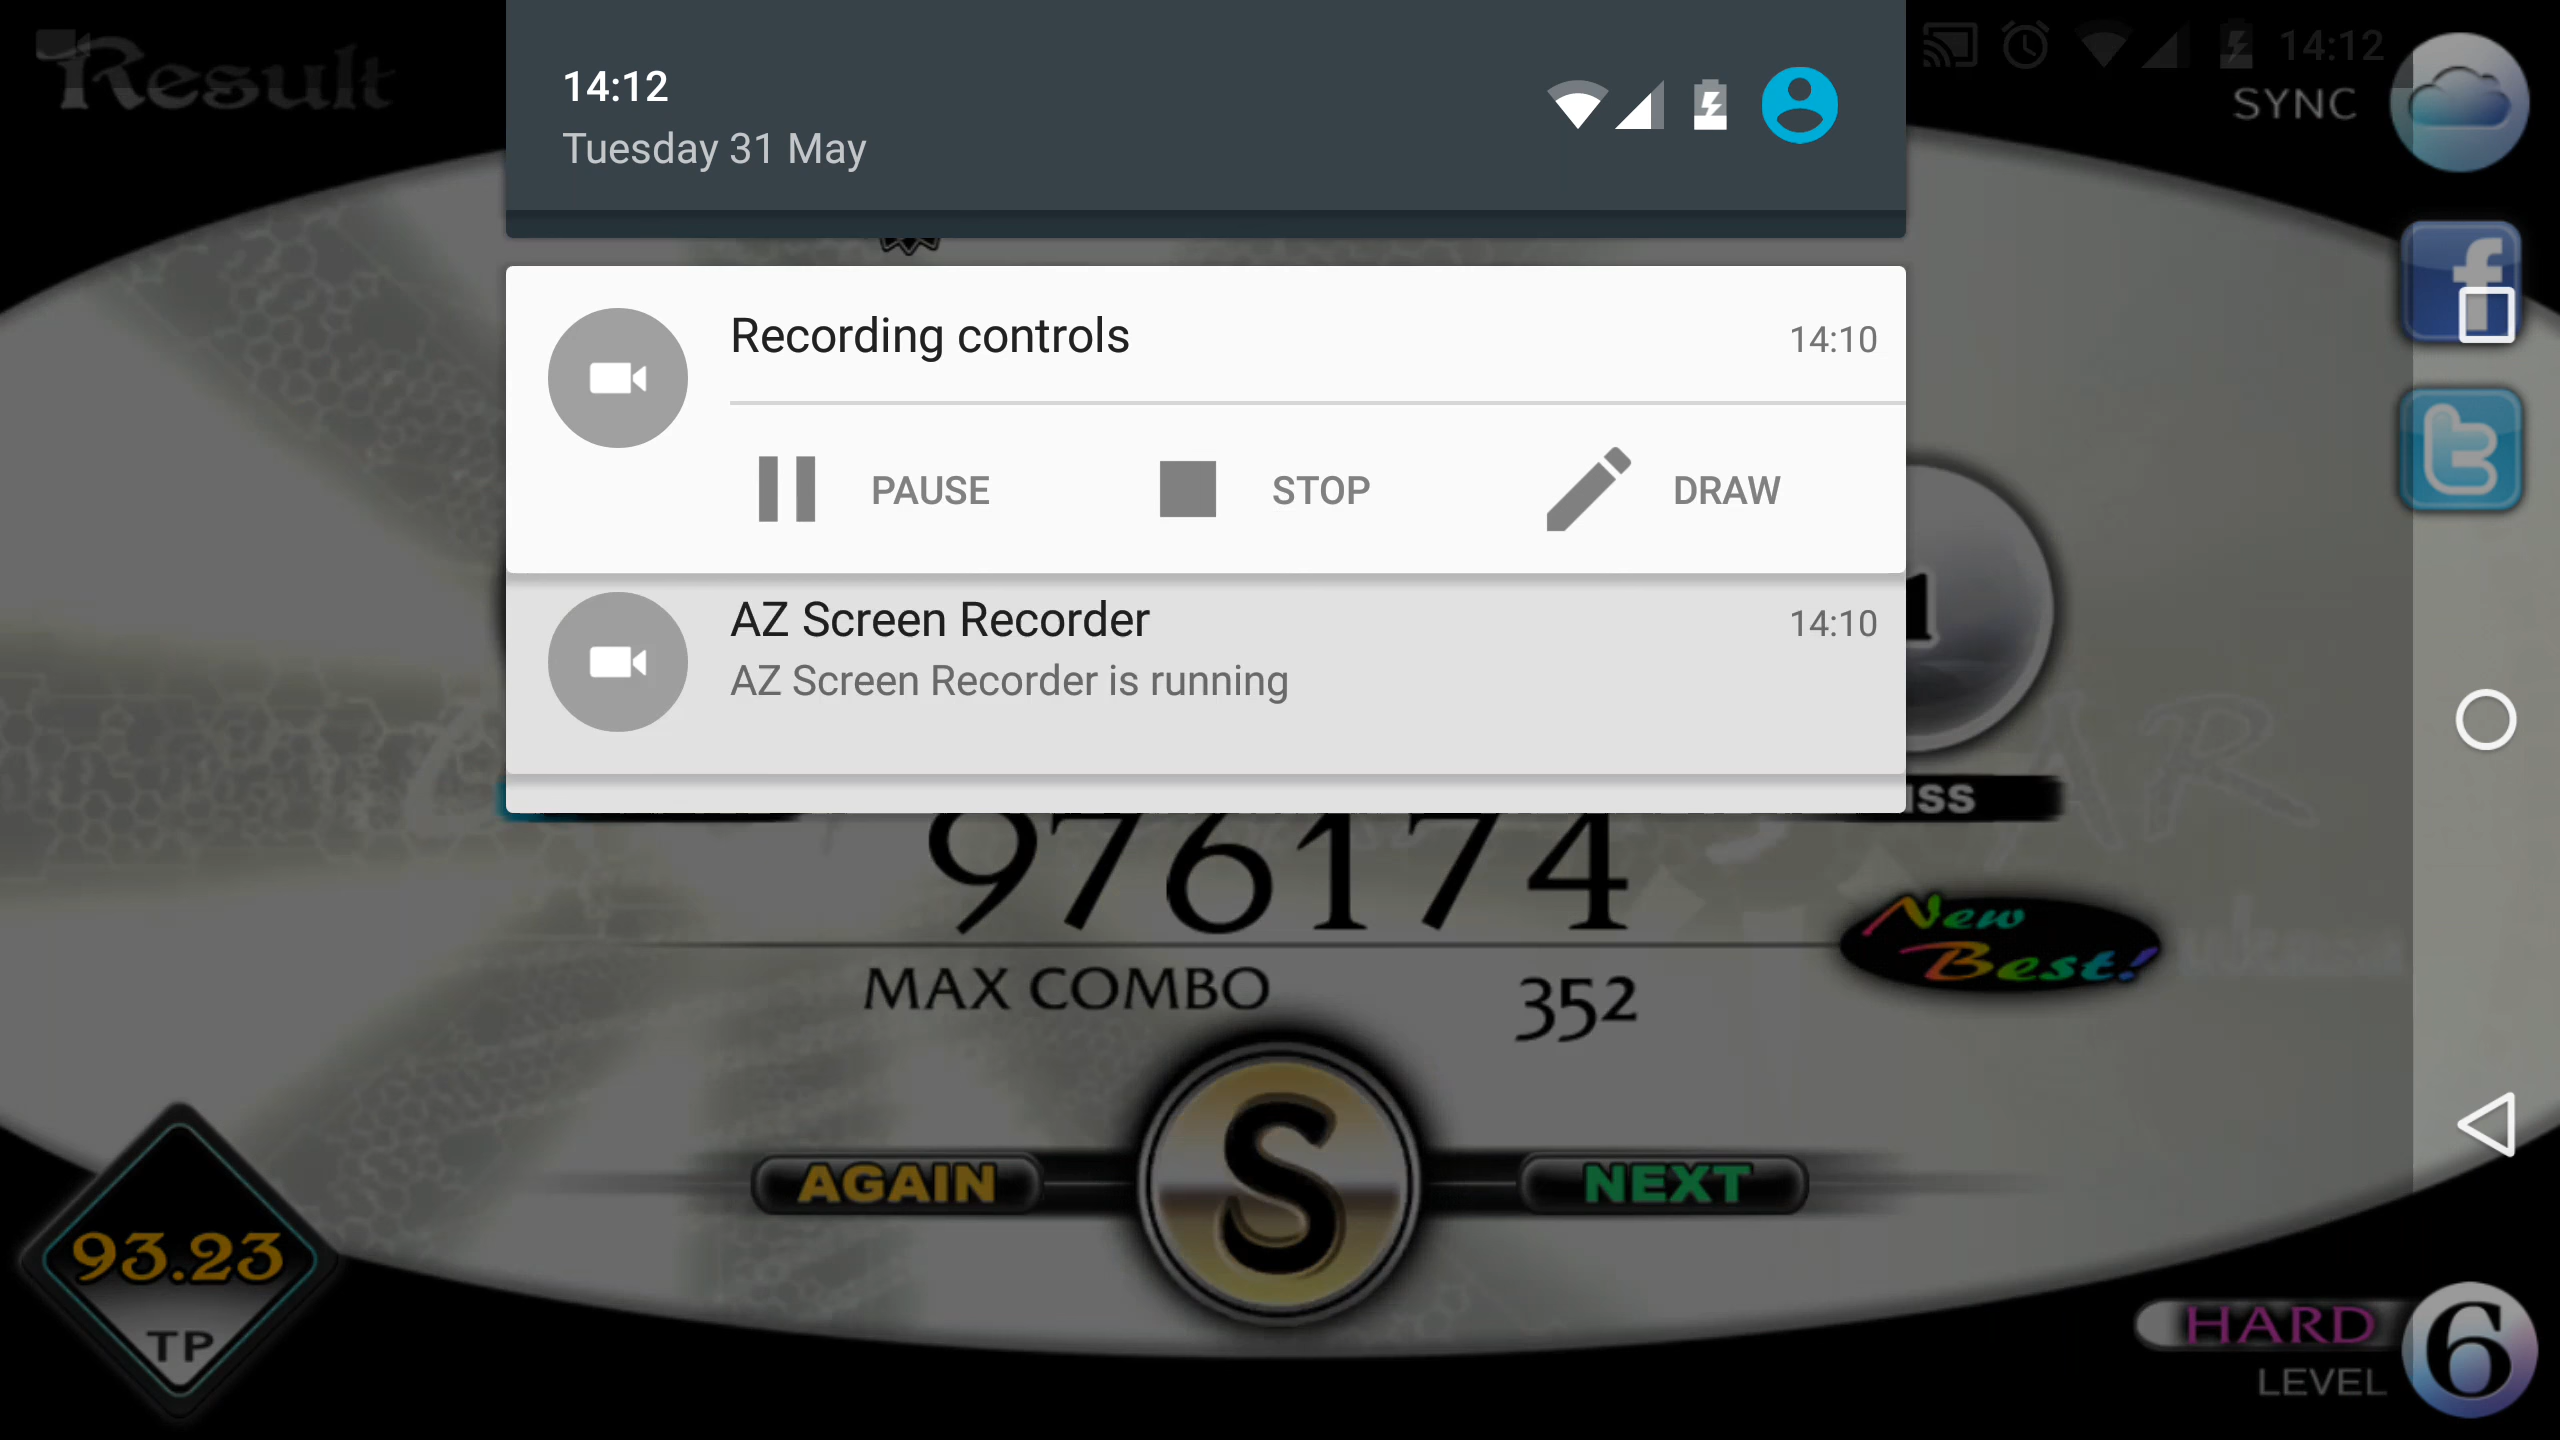 Result
14:12
SYNC
14:12
Tuesday 31 May
Recording controls
14:10
PAUSE
STOP
DRAW
AZ Screen Recorder
14:10
AZ Screen Recorder is running
1
976174
New Best!
MAX COMBO
352
AGAIN
S
NEXT
93.23
TP
HARD
LEVEL
6